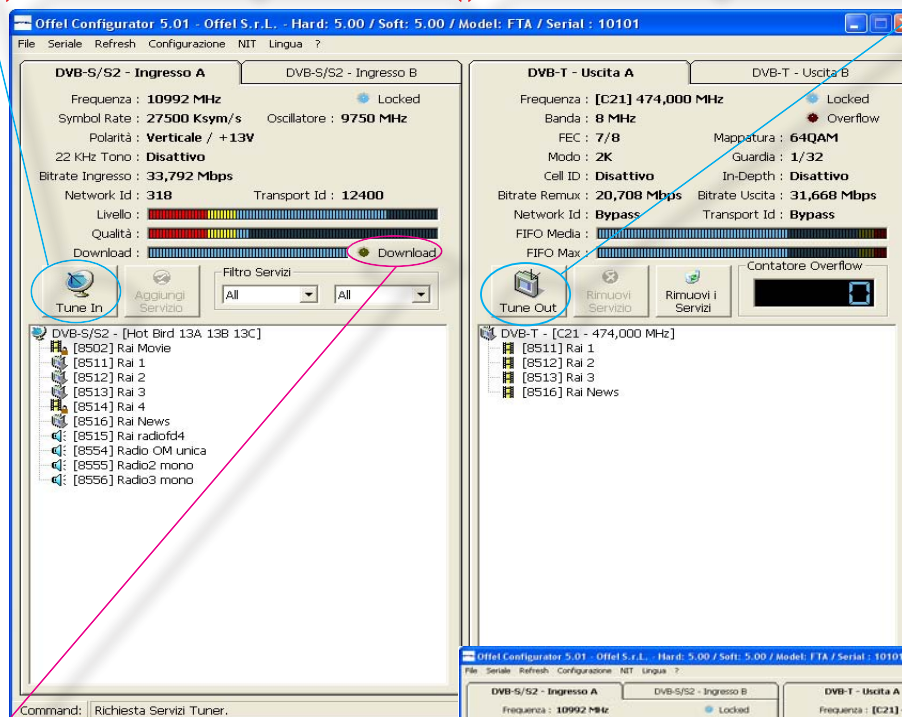 Offel Configurator 5.01 - Offel S.r.L. - Hard: 5.00 / Soft: 5.00 / Model: FTA / Serial : 10101
File Seriale Refresh Configurazione NIT Lingua ?
DVB-S/S2 - Ingresso A
DVB-S/S2 - Ingresso B
Frequenza : 10992 MHz
Locked
Symbol Rate : 27500 Ksym/s
Oscillatore : 9750 MHz
Polarità : Verticale / +13V
22 KHz Tono : Disattivo
Bitrate Ingresso : 33,792 Mbps
Network Id : 318
Transport Id : 12400
Livello :
Qualità :
Download :
Download
Tune In
Aggiungi Servizio
Filtro Servizi
All
All
DVB-S/S2 - [Hot Bird 13A 13B 13C]
[8502] Rai Movie
[8511] Rai 1
[8512] Rai 2
[8513] Rai 3
[8514] Rai 4
[8516] Rai News
[8515] Rai radiofd4
[8554] Radio OM unica
[8555] Radio2 mono
[8556] Radio3 mono
Command: Richiesta Servizi Tuner.
DVB-T - Uscita A
DVB-T - Uscita B
Frequenza : [C21] 474,000 MHz
Locked
Banda : 8 MHz
Overflow
FEC : 7/8
Mappatura : 64QAM
Modo : 2K
Guardia : 1/32
Cell ID : Disattivo
In-Depth : Disattivo
Bitrate Remux : 20,708 Mbps
Bitrate Uscita : 31,668 Mbps
Network Id : Bypass
Transport Id : Bypass
FIFO Media :
FIFO Max :
Tune Out
Rimuovi Servizio
Rimuovi i Servizi
Contatore Overflow
0
DVB-T - [C21 - 474,000 MHz]
[8511] Rai 1
[8512] Rai 2
[8513] Rai 3
[8516] Rai News
Offel Configurator 5.01 - Offel S.r.L. - Hard: 5.00 / Soft: 5.00 / Model: FTA / Serial : 10101
File Seriale Refresh Configurazione NIT Lingua ?
DVB-S/S2 - Ingresso A
DVB-S/S2 - Ingresso B
DVB-T - Uscita A
Frequenza : 10992 MHz
Locked
Frequenza : [C21]